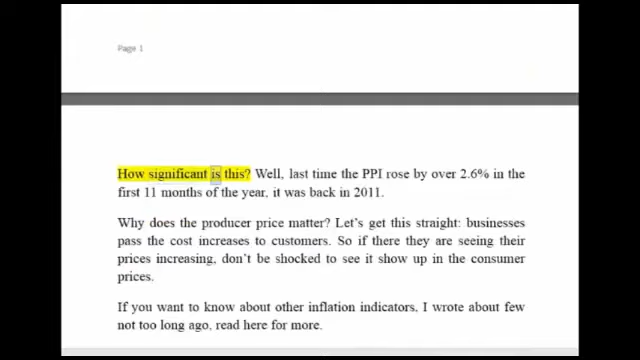 Page 1
How significant is this? Well, last time the PPI rose by over 2.6% in the
first 11 months of the year, it was back in 2011.
Why does the producer price matter? Let's get this straight: businesses
pass the cost increases to customers. So if there they are seeing their
prices increasing, don't be shocked to see it show up in the consumer
prices.
If you want to know about other inflation indicators, I wrote about few
not too long ago, read here for more.